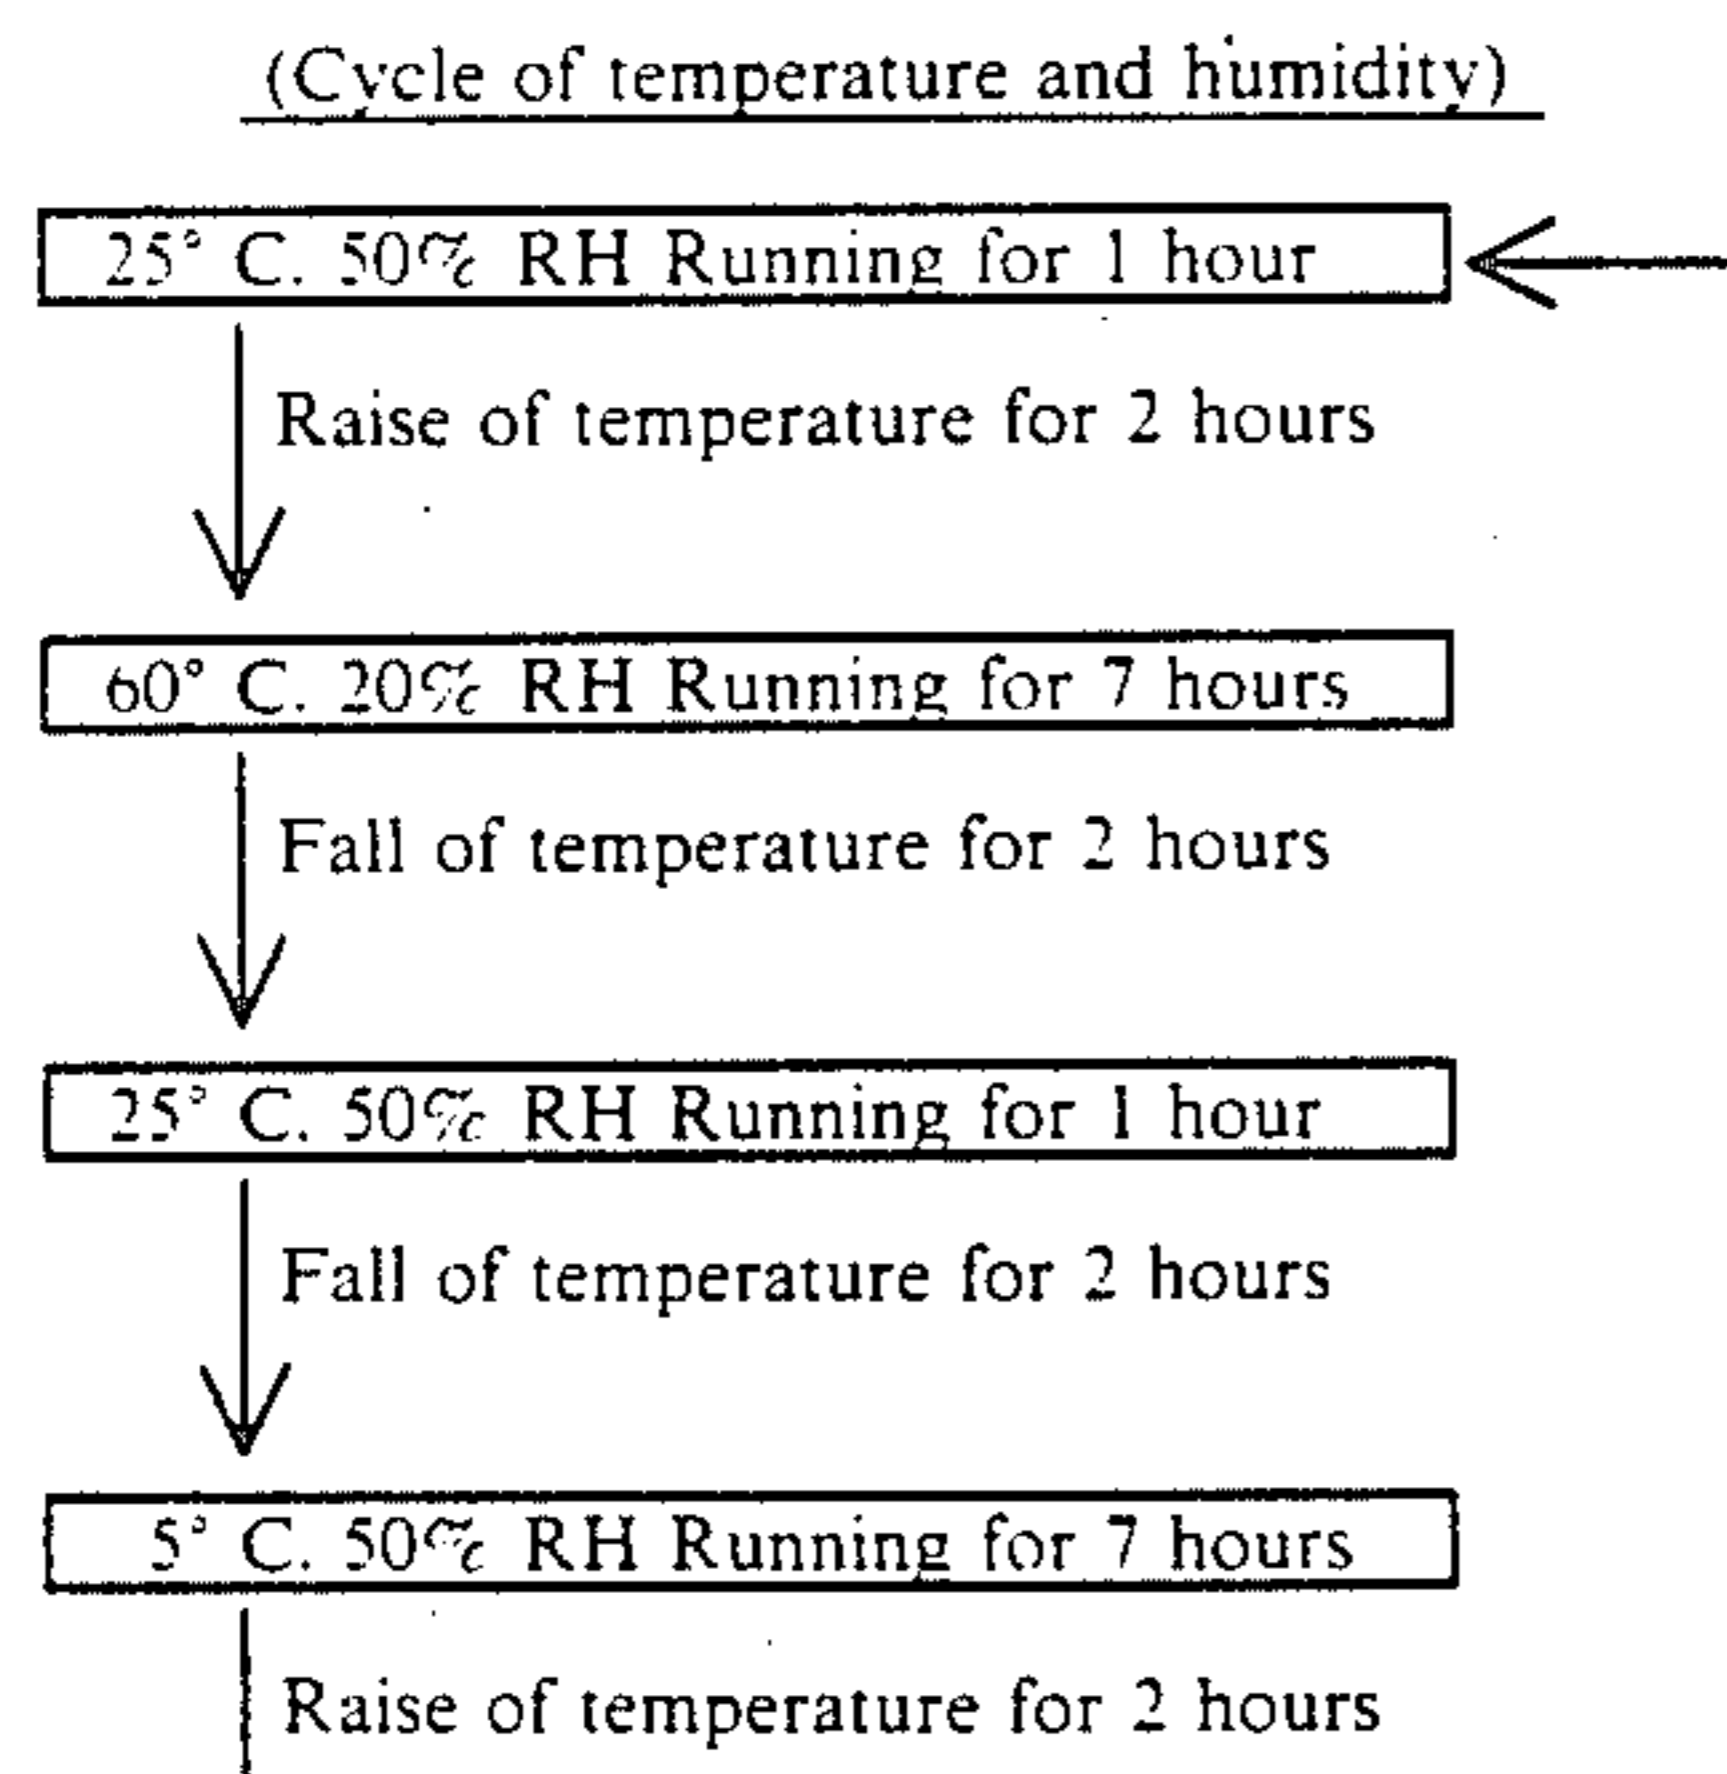 (Cycle of temperature and humidity)
25° C. 50% RH Running for 1 hour
Raise of temperature for 2 hours
60° C. 20% RH Running for 7 hours
Fall of temperature for 2 hours
25° C. 50% RH Running for 1 hour
Fall of temperature for 2 hours
5° C. 50% RH Running for 7 hours
Raise of temperature for 2 hours